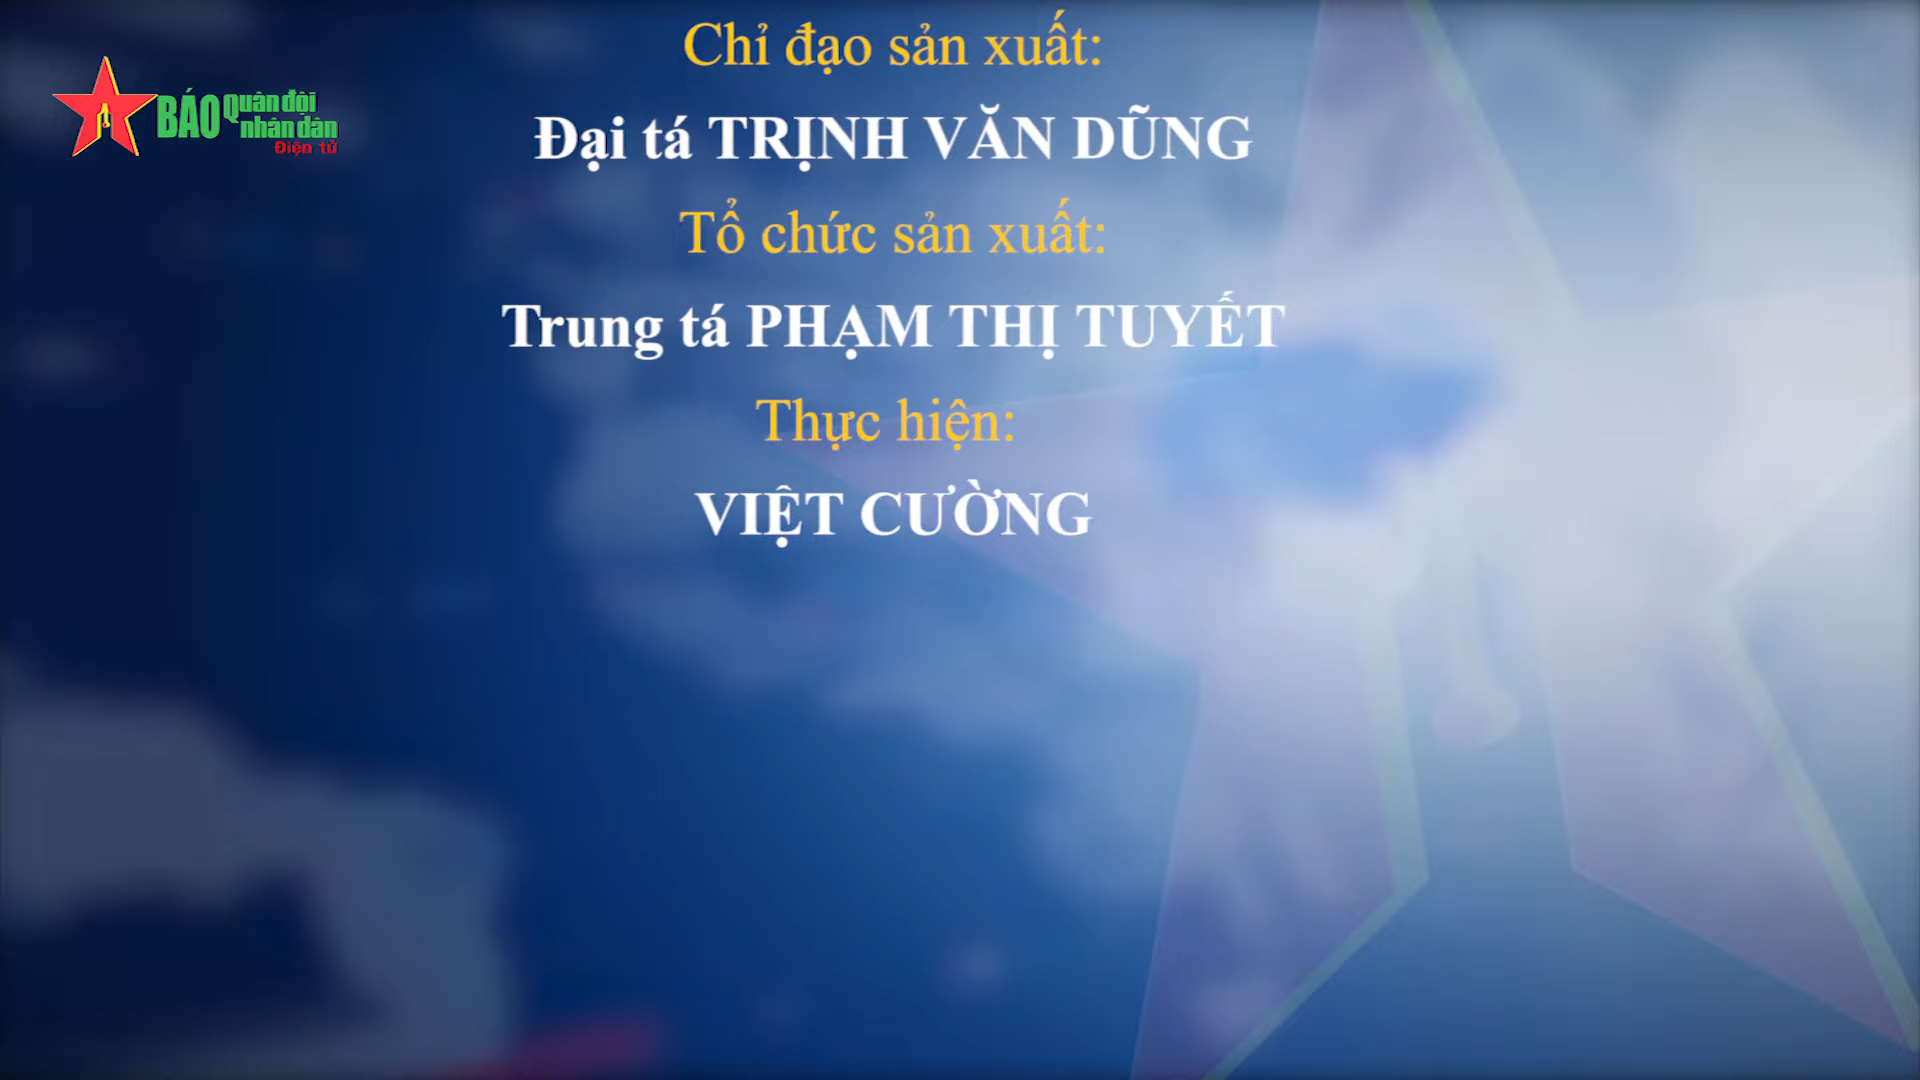 Chỉ đạo sản xuất:
BÁO Quân đội nhân dân
Điện tử
Đại tá TRỊNH VĂN DŨNG
Tổ chức sản xuất:
Trung tá PHẠM THỊ TUYẾT
Thực hiện:
VIỆT CƯỜNG